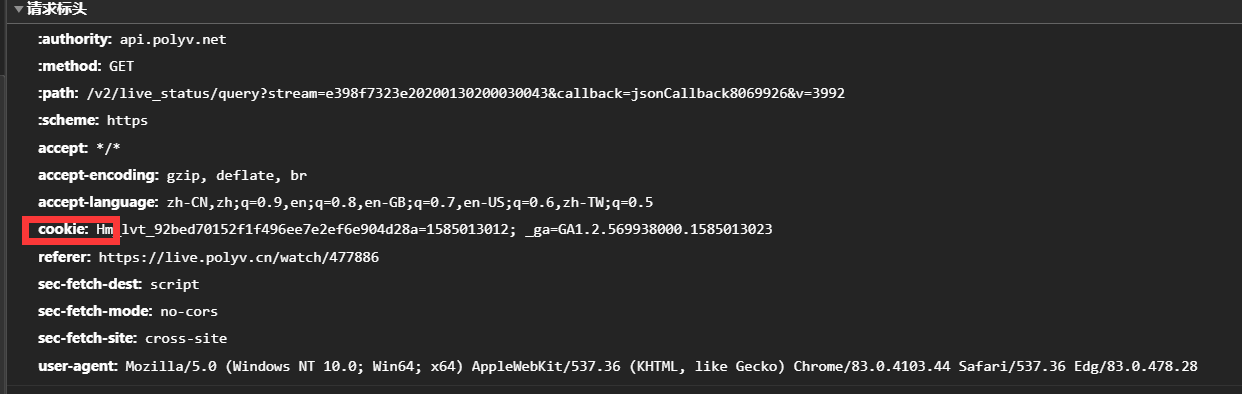 请求标头
:authority: api.polyv.net
:method: GET
:path: /v2/live_status/query?stream=e398f7323e20200130200030043&callback=jsonCallback8069926&v=3992
:scheme: https
accept: */*
accept-encoding: gzip, deflate, br
accept-language: zh-CN,zh;q=0.9,en;q=0.8,en-GB;q=0.7,en-US;q=0.6,zh-TW;q=0.5
cookie: Hm_lvt_92bed70152f1f496ee7e2ef6e904d28a=1585013012; _ga=GA1.2.569938000.1585013023
referer: https://live.polyv.cn/watch/477886
sec-fetch-dest: script
sec-fetch-mode: no-cors
sec-fetch-site: cross-site
user-agent: Mozilla/5.0 (Windows NT 10.0; Win64; x64) AppleWebKit/537.36 (KHTML, like Gecko) Chrome/83.0.4103.44 Safari/537.36 Edg/83.0.478.28